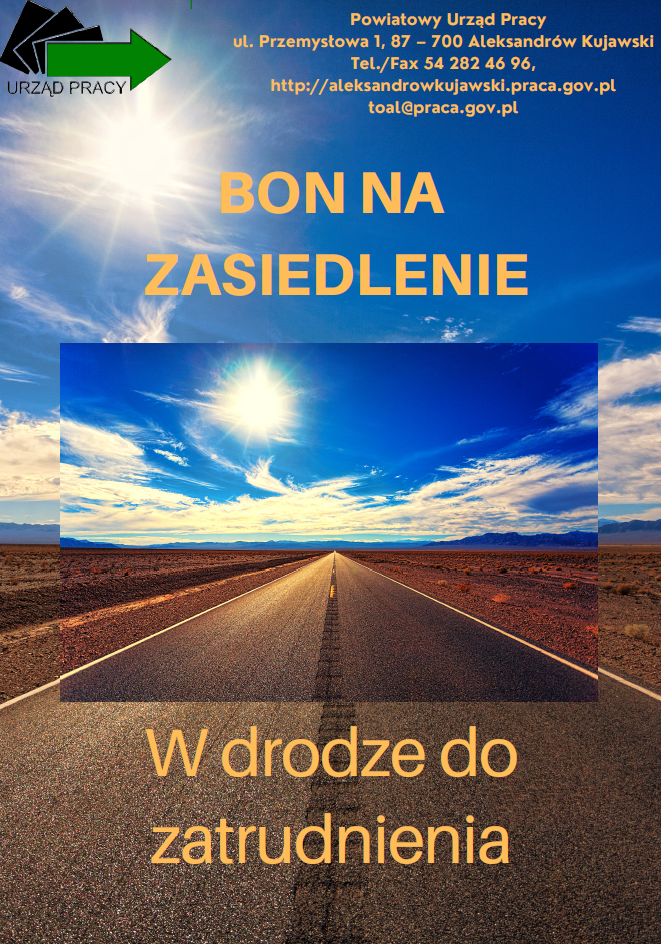 URZĄD PRACY
Powiatowy Urząd Pracy
ul. Przemysłowa 1, 87 – 700 Aleksandrów Kujawski
Tel./Fax 54 282 46 96,
http://aleksandrowkujawski.praca.gov.pl
toal@praca.gov.pl
BON NA
ZASIEDLENIE
W drodze do
zatrudnienia